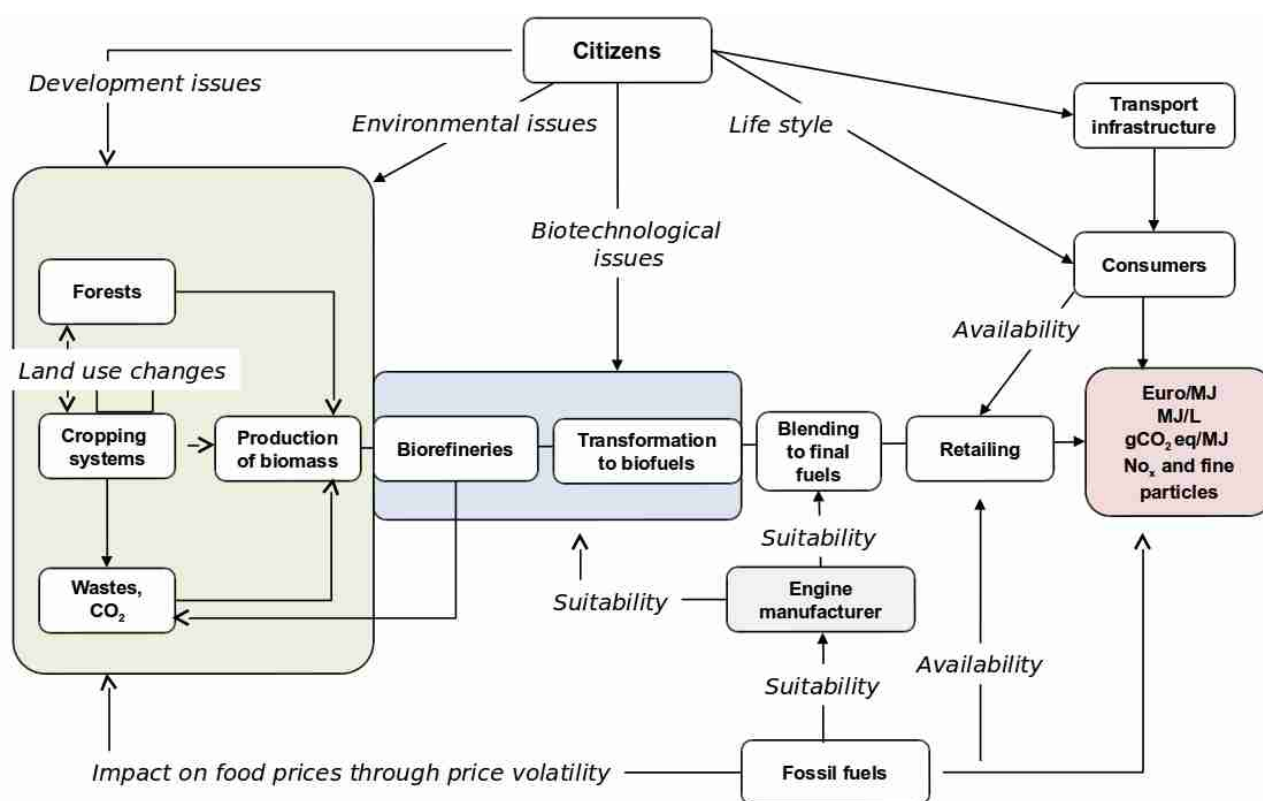 Citizens
Development issues
Environmental issues
Life style
Transport
infrastructure
Biotechnological
issues
Consumers
Forests
Availability
Land use changes
Cropping
systems
Production
of biomass
Biorefineries
Transformation
to biofuels
Blending
to final
fuels
Retailing
Euro/MJ
MJ/L
gCO₂ eq/MJ
Noₓ and fine
particles
Suitability
Wastes,
CO₂
Suitability
Engine
manufacturer
Suitability
Availability
Impact on food prices through price volatility
Fossil fuels